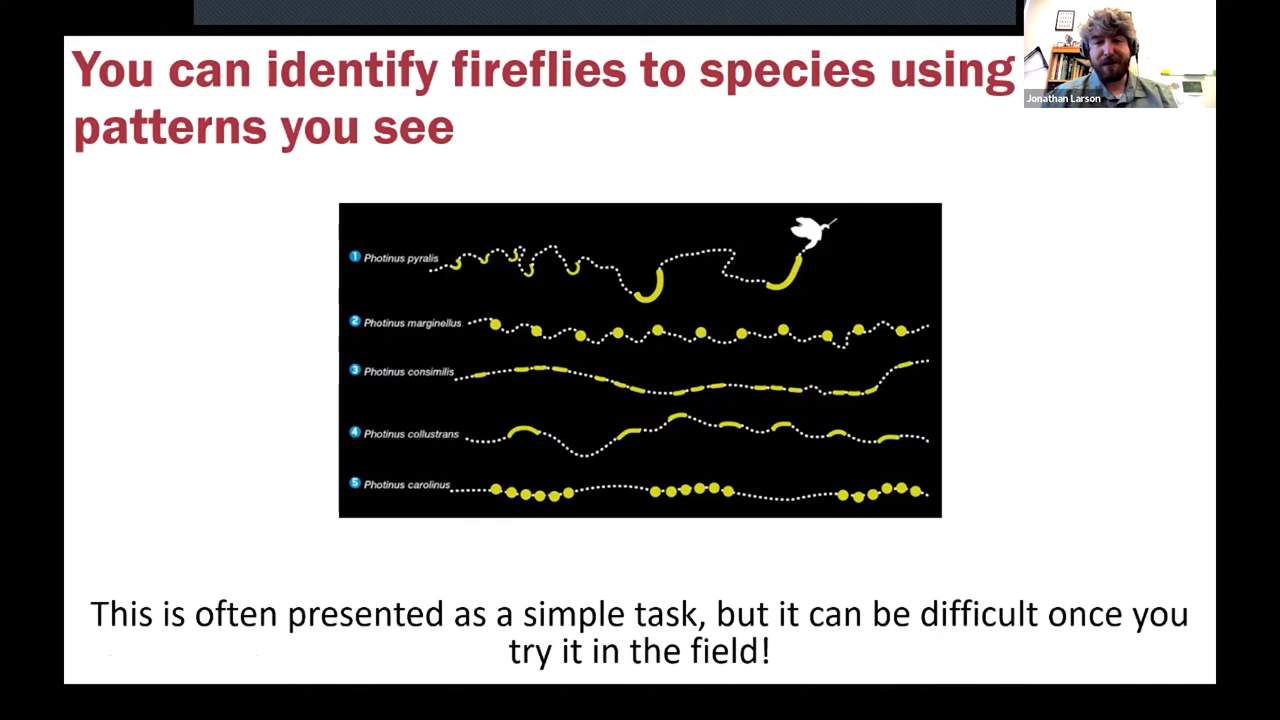 You can identify fireflies to species using
patterns you see
Jonathan Larson
1 Photinus pyralis
2 Photinus marginellus
3 Photinus consimilis
4 Photinus collustrans
5 Photinus carolinus
This is often presented as a simple task, but it can be difficult once you
try it in the field!